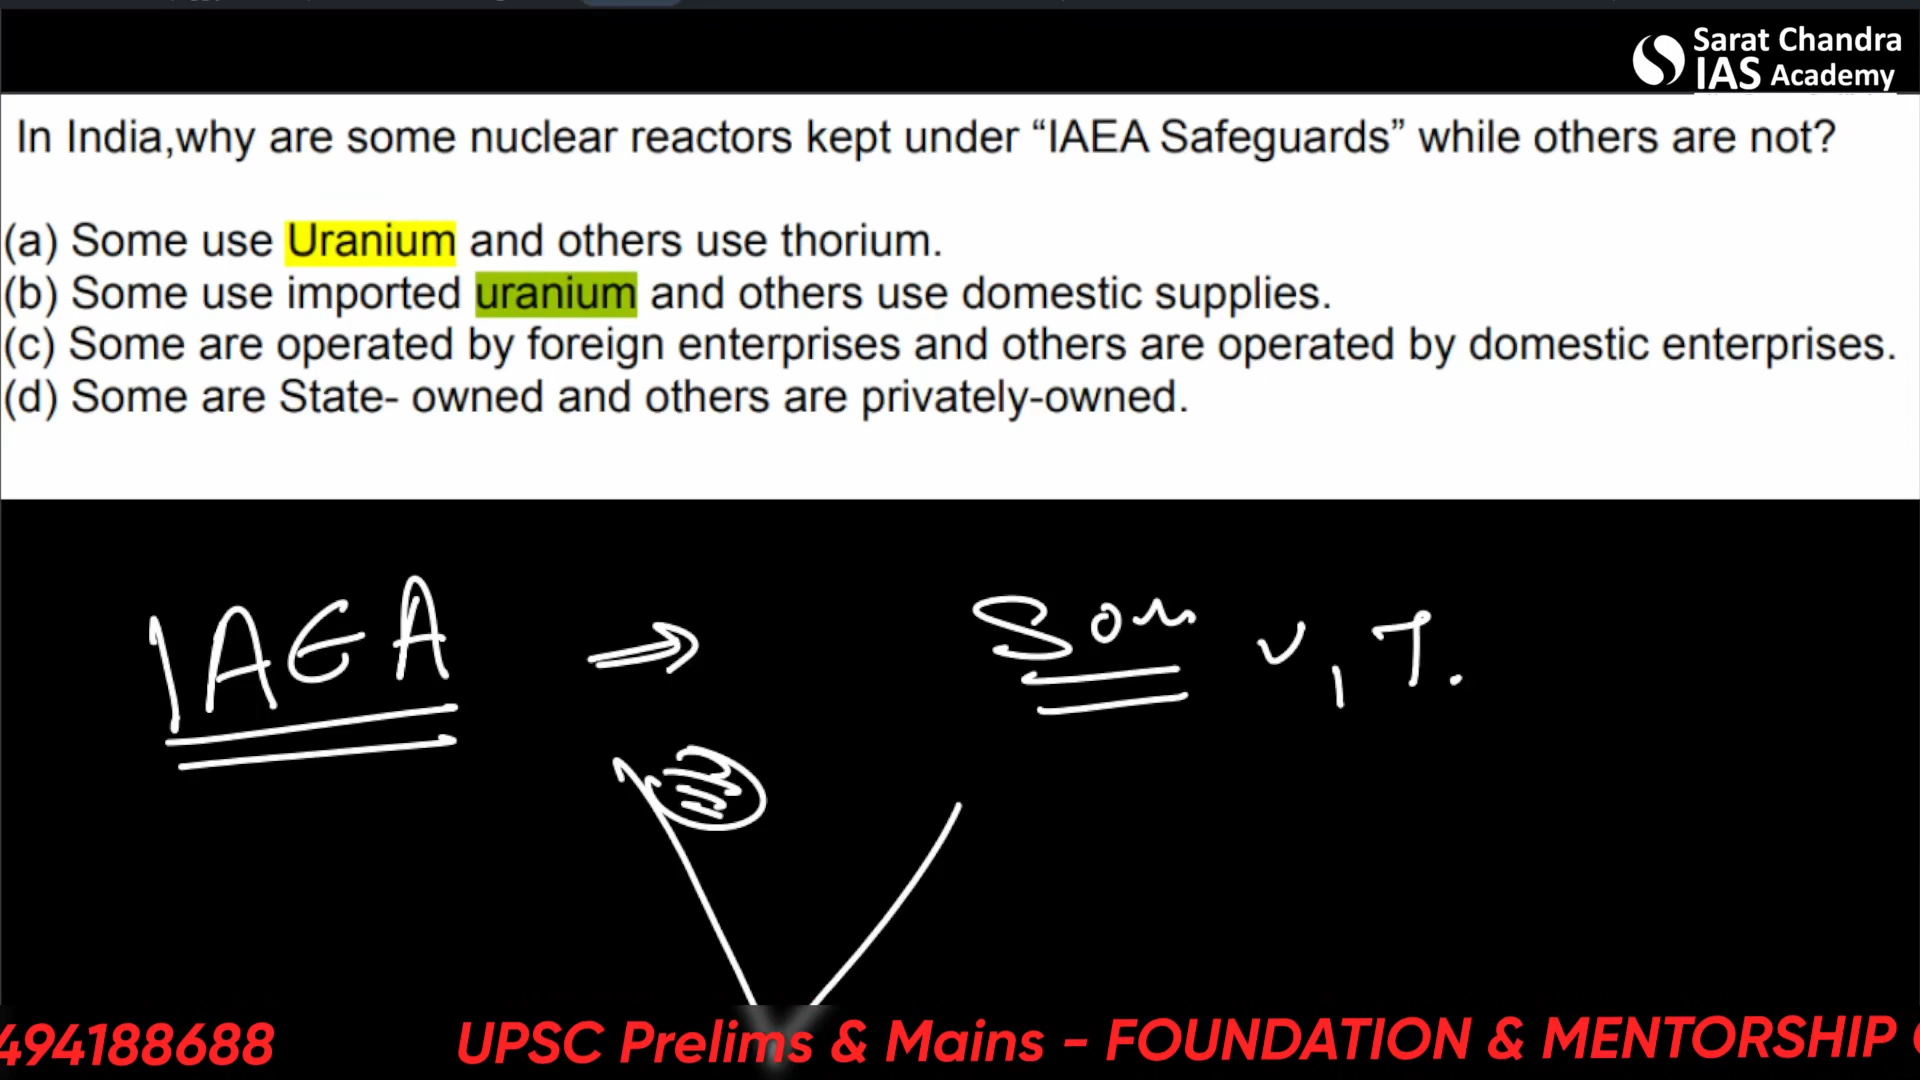 Sarat Chandra
IAS Academy
In India,why are some nuclear reactors kept under “IAEA Safeguards” while others are not?
(a) Some use Uranium and others use thorium.
(b) Some use imported uranium and others use domestic supplies.
(c) Some are operated by foreign enterprises and others are operated by domestic enterprises.
(d) Some are State- owned and others are privately-owned.
IAEA ⇒ Som U, T.
494188688 UPSC Prelims & Mains - FOUNDATION & MENTORSHIP